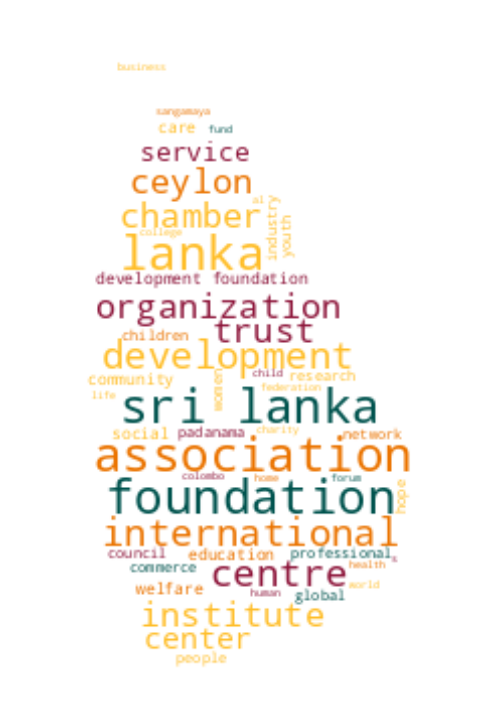 business
sangamaya
care fund
service
ceylon
al
chamber industry youth
college
lanka
development foundation
organization
trust
children
development
child
community women research
federation
life
sri lanka
social padanama charity network
association
colombo home forum
foundation hope
international
council education professional s
commerce centre health
welfare human global world
institute
center
people